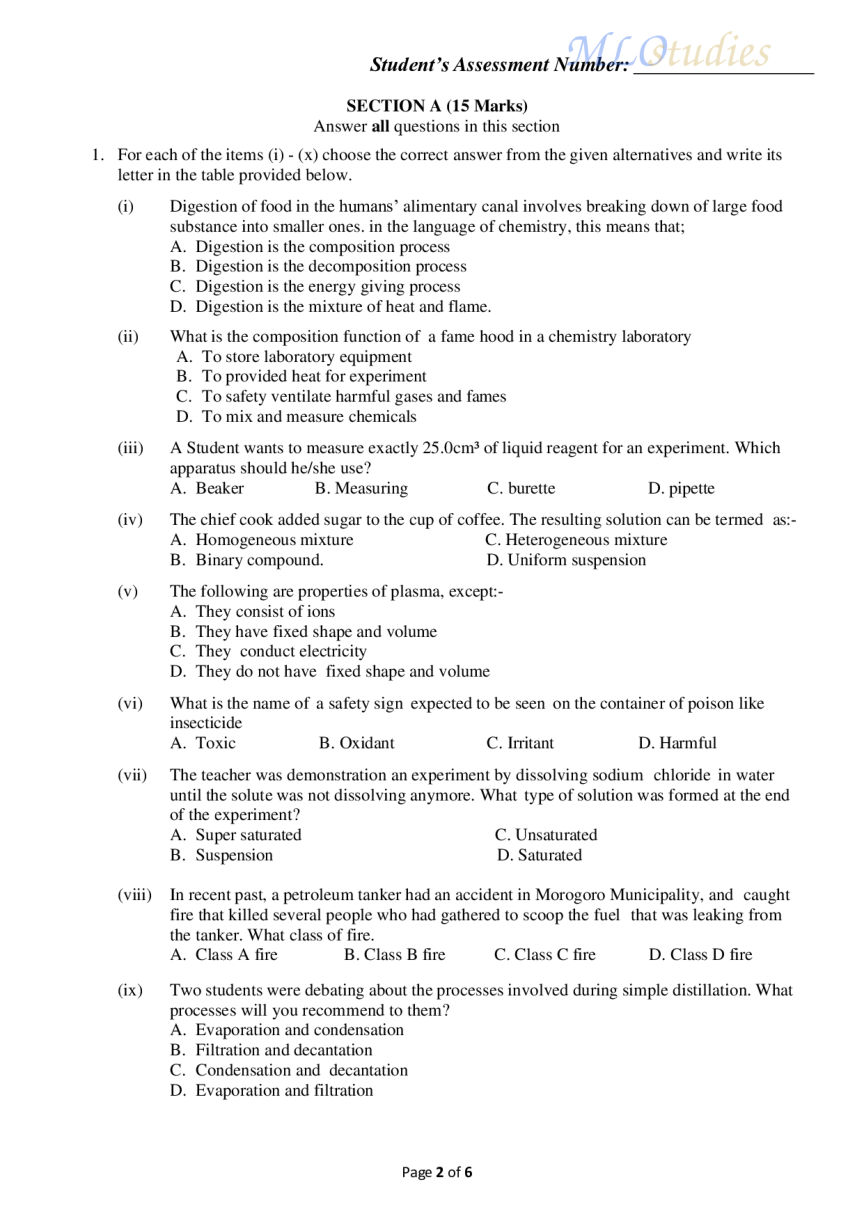 MLOstudies
Student's Assessment Number: ____________________
SECTION A (15 Marks)
Answer all questions in this section
1. For each of the items (i) - (x) choose the correct answer from the given alternatives and write its
letter in the table provided below.
(i) Digestion of food in the humans' alimentary canal involves breaking down of large food
substance into smaller ones. in the language of chemistry, this means that;
A. Digestion is the composition process
B. Digestion is the decomposition process
C. Digestion is the energy giving process
D. Digestion is the mixture of heat and flame.
(ii) What is the composition function of a fame hood in a chemistry laboratory
A. To store laboratory equipment
B. To provided heat for experiment
C. To safety ventilate harmful gases and fames
D. To mix and measure chemicals
(iii) A Student wants to measure exactly 25.0cm³ of liquid reagent for an experiment. Which
apparatus should he/she use?
A. Beaker B. Measuring C. burette D. pipette
(iv) The chief cook added sugar to the cup of coffee. The resulting solution can be termed as:-
A. Homogeneous mixture C. Heterogeneous mixture
B. Binary compound. D. Uniform suspension
(v) The following are properties of plasma, except:-
A. They consist of ions
B. They have fixed shape and volume
C. They conduct electricity
D. They do not have fixed shape and volume
(vi) What is the name of a safety sign expected to be seen on the container of poison like
insecticide
A. Toxic B. Oxidant C. Irritant D. Harmful
(vii) The teacher was demonstration an experiment by dissolving sodium chloride in water
until the solute was not dissolving anymore. What type of solution was formed at the end
of the experiment?
A. Super saturated C. Unsaturated
B. Suspension D. Saturated
(viii) In recent past, a petroleum tanker had an accident in Morogoro Municipality, and caught
fire that killed several people who had gathered to scoop the fuel that was leaking from
the tanker. What class of fire.
A. Class A fire B. Class B fire C. Class C fire D. Class D fire
(ix) Two students were debating about the processes involved during simple distillation. What
processes will you recommend to them?
A. Evaporation and condensation
B. Filtration and decantation
C. Condensation and decantation
D. Evaporation and filtration
Page 2 of 6